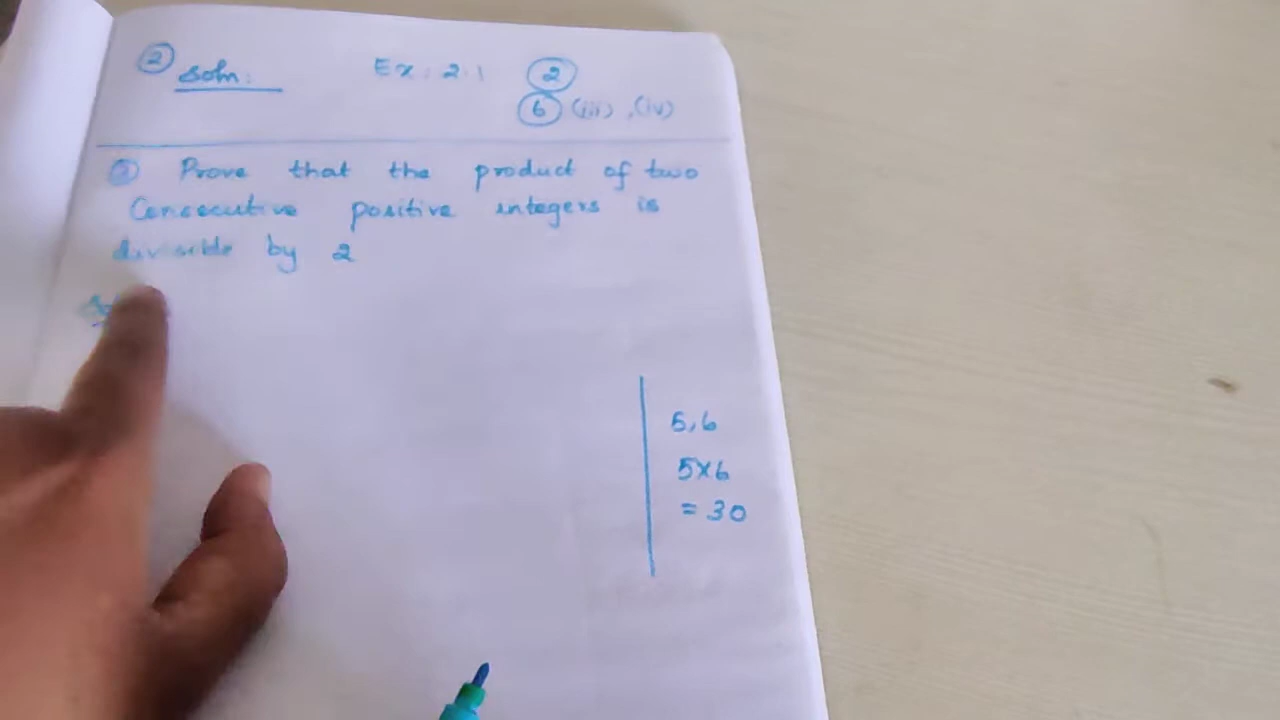 ② Soln:
Ex: 2.1 ②
⑥ (iii), (iv)
② Prove that the product of two
Consecutive positive integers is
divisible by 2
5,6
5×6
= 30